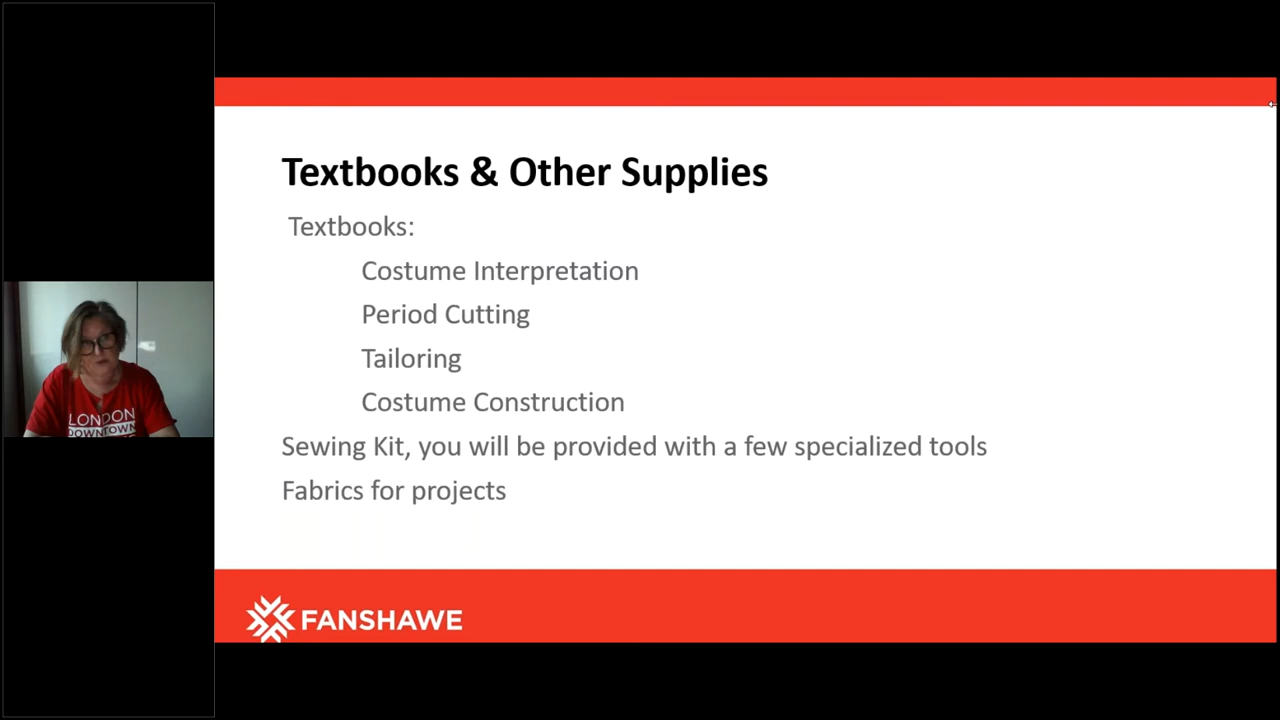 Textbooks & Other Supplies
Textbooks:
Costume Interpretation
Period Cutting
Tailoring
Costume Construction
Sewing Kit, you will be provided with a few specialized tools
Fabrics for projects
FANSHAWE
LONDON
DOWNTOWN